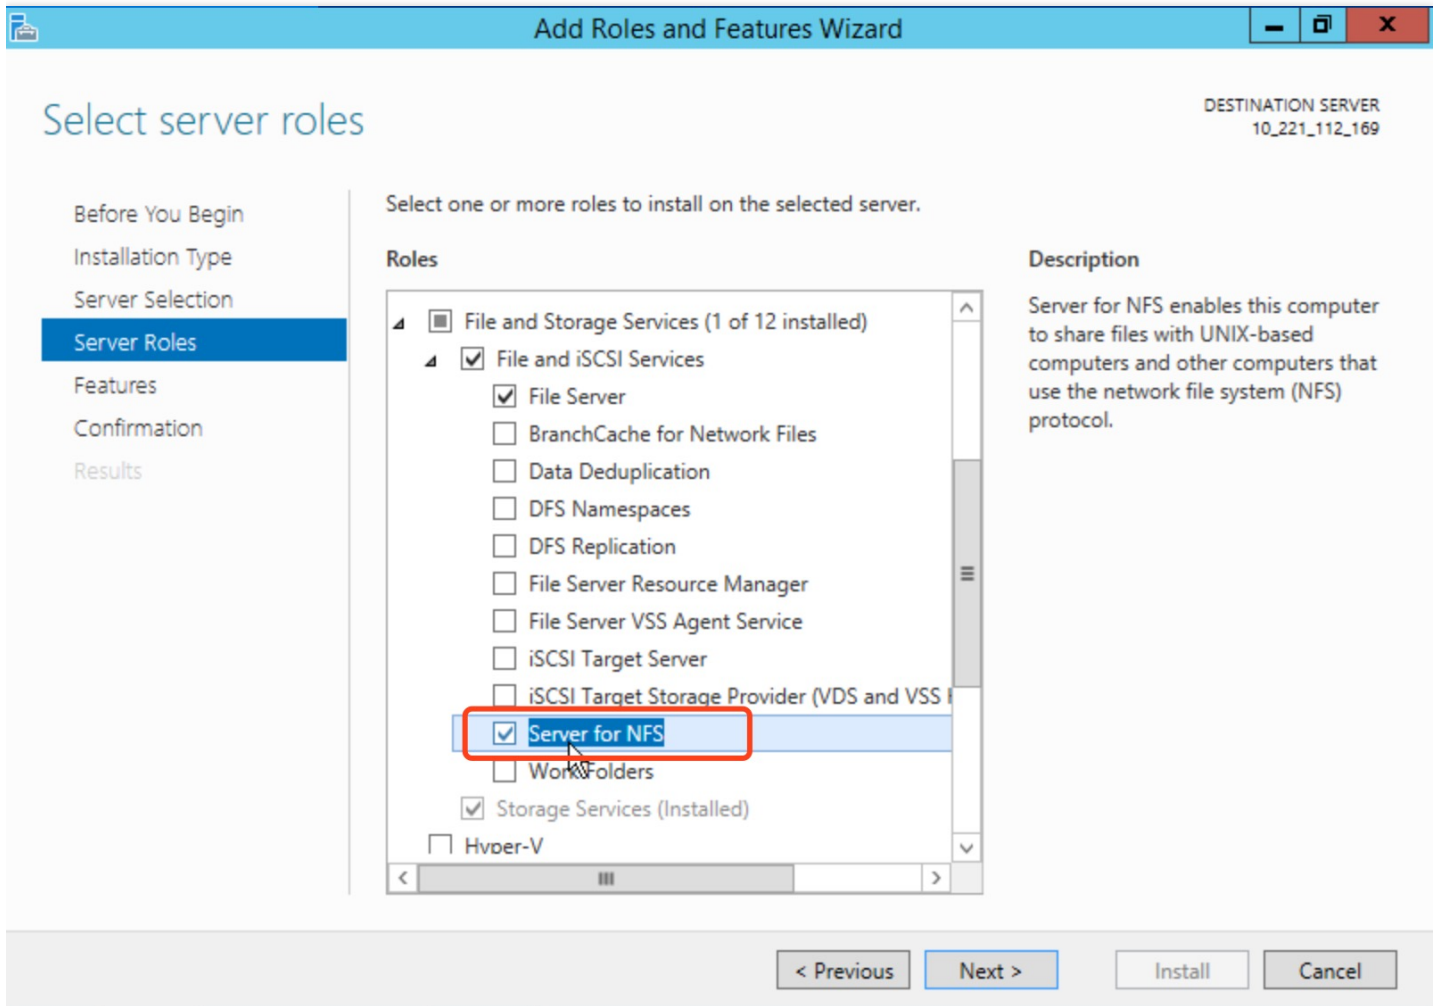 Add Roles and Features Wizard
Select server roles
DESTINATION SERVER
10_221_112_169
Before You Begin
Installation Type
Server Selection
Server Roles
Features
Confirmation
Results
Select one or more roles to install on the selected server.
Roles
File and Storage Services (1 of 12 installed)
File and iSCSI Services
File Server
BranchCache for Network Files
Data Deduplication
DFS Namespaces
DFS Replication
File Server Resource Manager
File Server VSS Agent Service
iSCSI Target Server
iSCSI Target Storage Provider (VDS and VSS
Server for NFS
Work Folders
Storage Services (Installed)
Hyper-V
Description
Server for NFS enables this computer
to share files with UNIX-based
computers and other computers that
use the network file system (NFS)
protocol.
< Previous
Next >
Install
Cancel